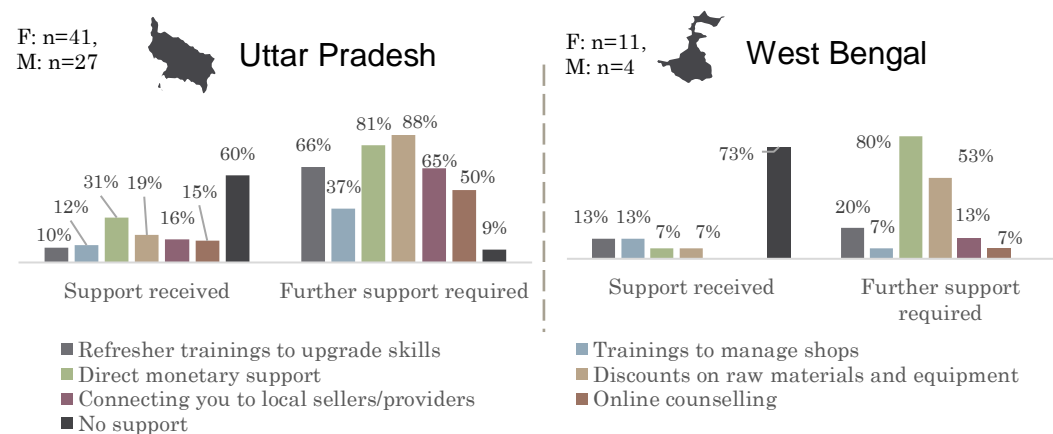 F: n=41,
M: n=27
Uttar Pradesh
10%
12%
31%
19%
16%
15%
60%
66%
37%
81%
88%
65%
50%
9%
Support received
Further support required
F: n=11,
M: n=4
West Bengal
13%
13%
7%
7%
73%
20%
7%
80%
53%
13%
7%
Support received
Further support
required
Refresher trainings to upgrade skills
Direct monetary support
Connecting you to local sellers/providers
No support
Trainings to manage shops
Discounts on raw materials and equipment
Online counselling